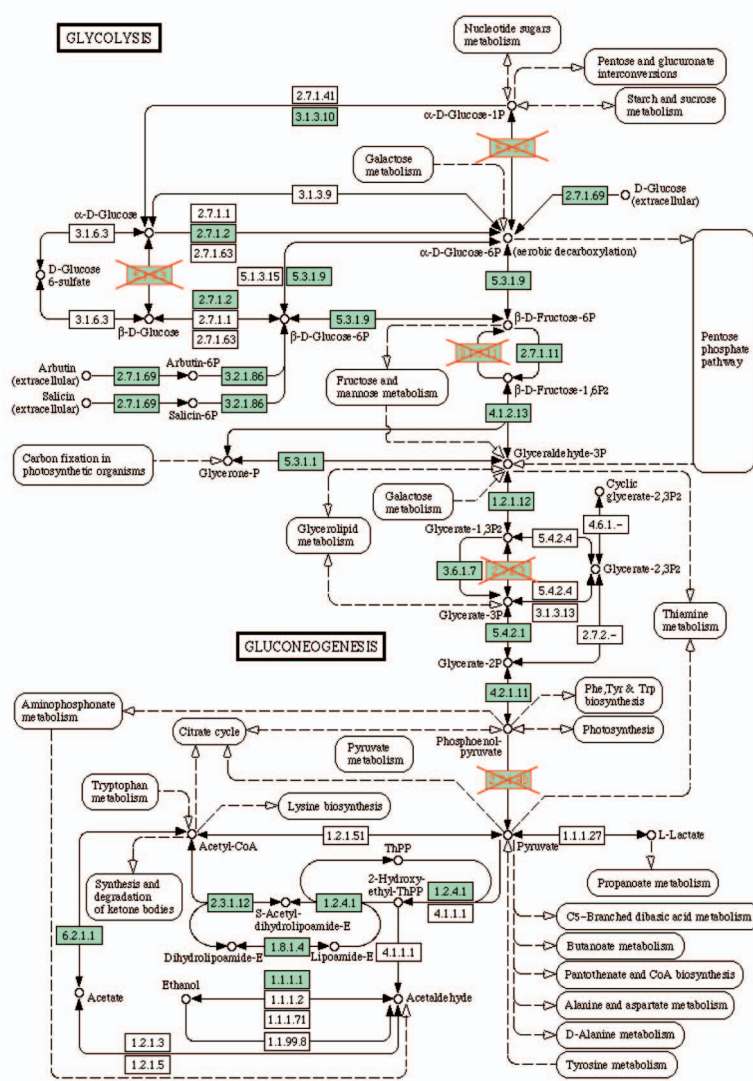 GLYCOLYSIS
Nucleotide sugars
metabolism
Pentose and glucuronate
interconversions
Starch and sucrose
metabolism
2.7.1.41
3.1.3.10
α-D-Glucose-1P
Galactose
metabolism
3.1.3.9
2.7.1.69
D-Glucose
(extracellular)
α-D-Glucose
2.7.1.1
3.1.6.3
2.7.1.2
2.7.1.63
α-D-Glucose-6P
(aerobic decarboxylation)
D-Glucose
6-sulfate
5.1.3.15
5.3.1.9
5.3.1.9
2.7.1.2
3.1.6.3
2.7.1.1
2.7.1.63
β-D-Glucose
β-D-Glucose-6P
5.3.1.9
β-D-Fructose-6P
Pentose
phosphate
pathway
2.7.1.11
Arbutin
(extracellular)
2.7.1.69
Arbutin-6P
3.2.1.86
Salicin
(extracellular)
2.7.1.69
Salicin-6P
3.2.1.86
Fructose and
mannose metabolism
β-D-Fructose-1,6P2
4.1.2.13
Carbon fixation in
photosynthetic organisms
Glycerone-P
5.3.1.1
Glyceraldehyde-3P
Galactose
metabolism
1.2.1.12
Cyclic
glycerate-2,3P2
Glycerolipid
metabolism
Glycerate-1,3P2
5.4.2.4
4.6.1.-
3.6.1.7
Glycerate-2,3P2
5.4.2.4
3.1.3.13
Glycerate-3P
2.7.2.-
Thiamine
metabolism
GLUCONEOGENESIS
5.4.2.1
Glycerate-2P
4.2.1.11
Phe,Tyr & Trp
biosynthesis
Aminophosphonate
metabolism
Citrate cycle
Phosphoenol-
pyruvate
Photosynthesis
Pyruvate
metabolism
Tryptophan
metabolism
Lysine biosynthesis
Acetyl-CoA
1.2.1.51
Pyruvate
1.1.1.27
L-Lactate
ThPP
Propanoate metabolism
Synthesis and
degradation
of ketone bodies
2.3.1.12
S-Acetyl-
dihydrolipoamide-E
1.2.4.1
2-Hydroxy-
ethyl-ThPP
1.2.4.1
4.1.1.1
6.2.1.1
Dihydrolipoamide-E
1.8.1.4
Lipoamide-E
4.1.1.1
C5-Branched dibasic acid metabolism
Butanoate metabolism
Pantothenate and CoA biosynthesis
Alanine and aspartate metabolism
D-Alanine metabolism
Tyrosine metabolism
Acetate
Ethanol
1.1.1.1
1.1.1.2
1.1.1.71
1.1.99.8
Acetaldehyde
1.2.1.3
1.2.1.5